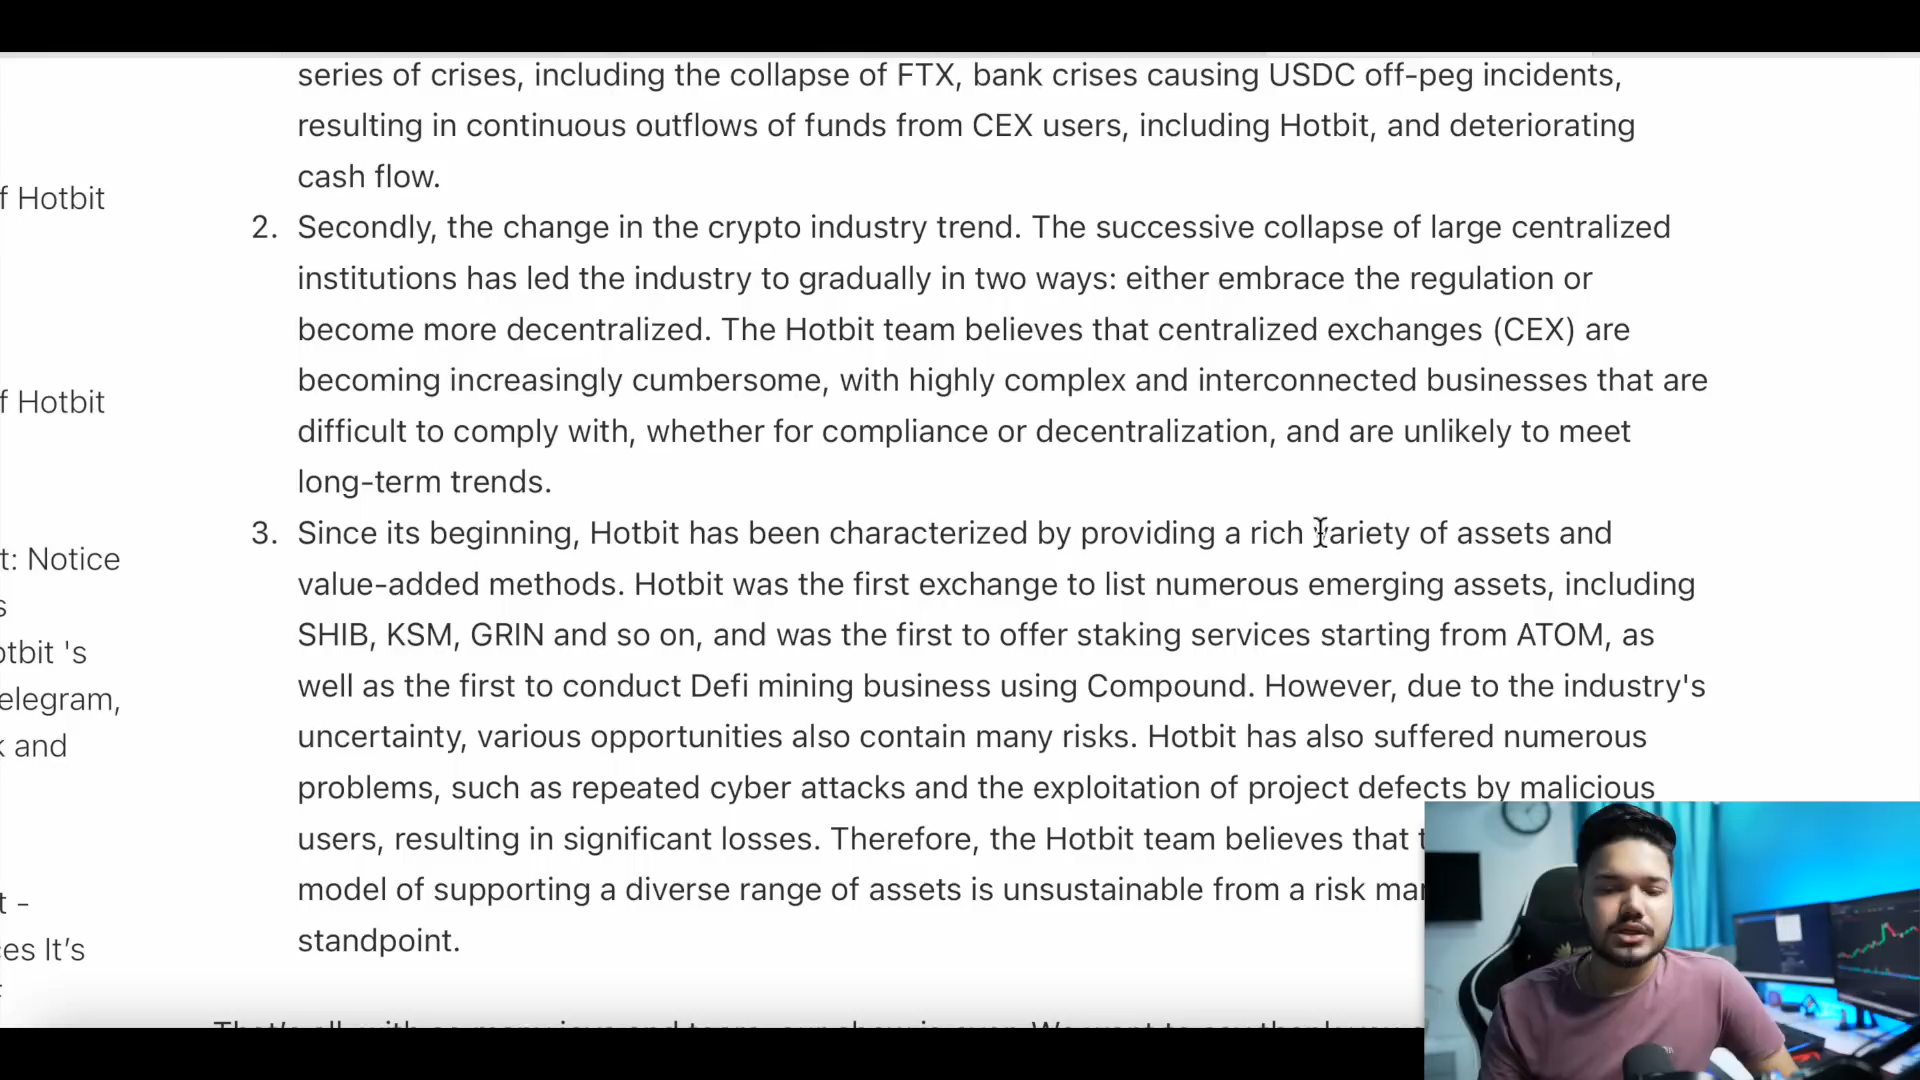 series of crises, including the collapse of FTX, bank crises causing USDC off-peg incidents,
resulting in continuous outflows of funds from CEX users, including Hotbit, and deteriorating
cash flow.
2. Secondly, the change in the crypto industry trend. The successive collapse of large centralized
institutions has led the industry to gradually in two ways: either embrace the regulation or
become more decentralized. The Hotbit team believes that centralized exchanges (CEX) are
becoming increasingly cumbersome, with highly complex and interconnected businesses that are
difficult to comply with, whether for compliance or decentralization, and are unlikely to meet
long-term trends.
3. Since its beginning, Hotbit has been characterized by providing a rich variety of assets and
value-added methods. Hotbit was the first exchange to list numerous emerging assets, including
SHIB, KSM, GRIN and so on, and was the first to offer staking services starting from ATOM, as
well as the first to conduct Defi mining business using Compound. However, due to the industry's
uncertainty, various opportunities also contain many risks. Hotbit has also suffered numerous
problems, such as repeated cyber attacks and the exploitation of project defects by malicious
users, resulting in significant losses. Therefore, the Hotbit team believes that
model of supporting a diverse range of assets is unsustainable from a risk
standpoint.
f Hotbit
f Hotbit
t: Notice
s
otbit 's
elegram,
k and
t -
es It’s